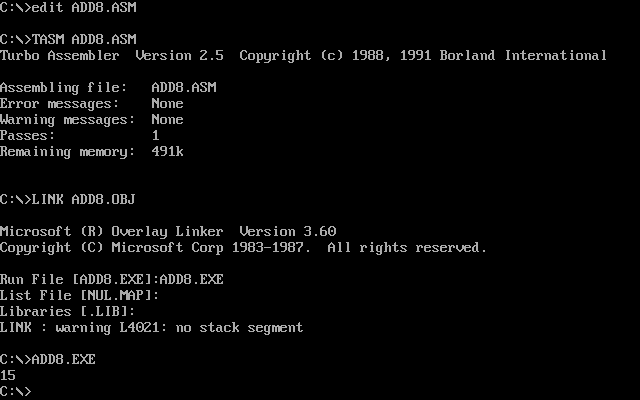 C:\>edit ADD8.ASM
C:\>TASM ADD8.ASM
Turbo Assembler  Version 2.5  Copyright (c) 1988, 1991 Borland International
Assembling file:   ADD8.ASM
Error messages:    None
Warning messages:  None
Passes:            1
Remaining memory:  491k
C:\>LINK ADD8.OBJ
Microsoft (R) Overlay Linker  Version 3.60
Copyright (C) Microsoft Corp 1983-1987.  All rights reserved.
Run File [ADD8.EXE]:ADD8.EXE
List File [NUL.MAP]:
Libraries [.LIB]:
LINK : warning L4021: no stack segment
C:\>ADD8.EXE
15
C:\>